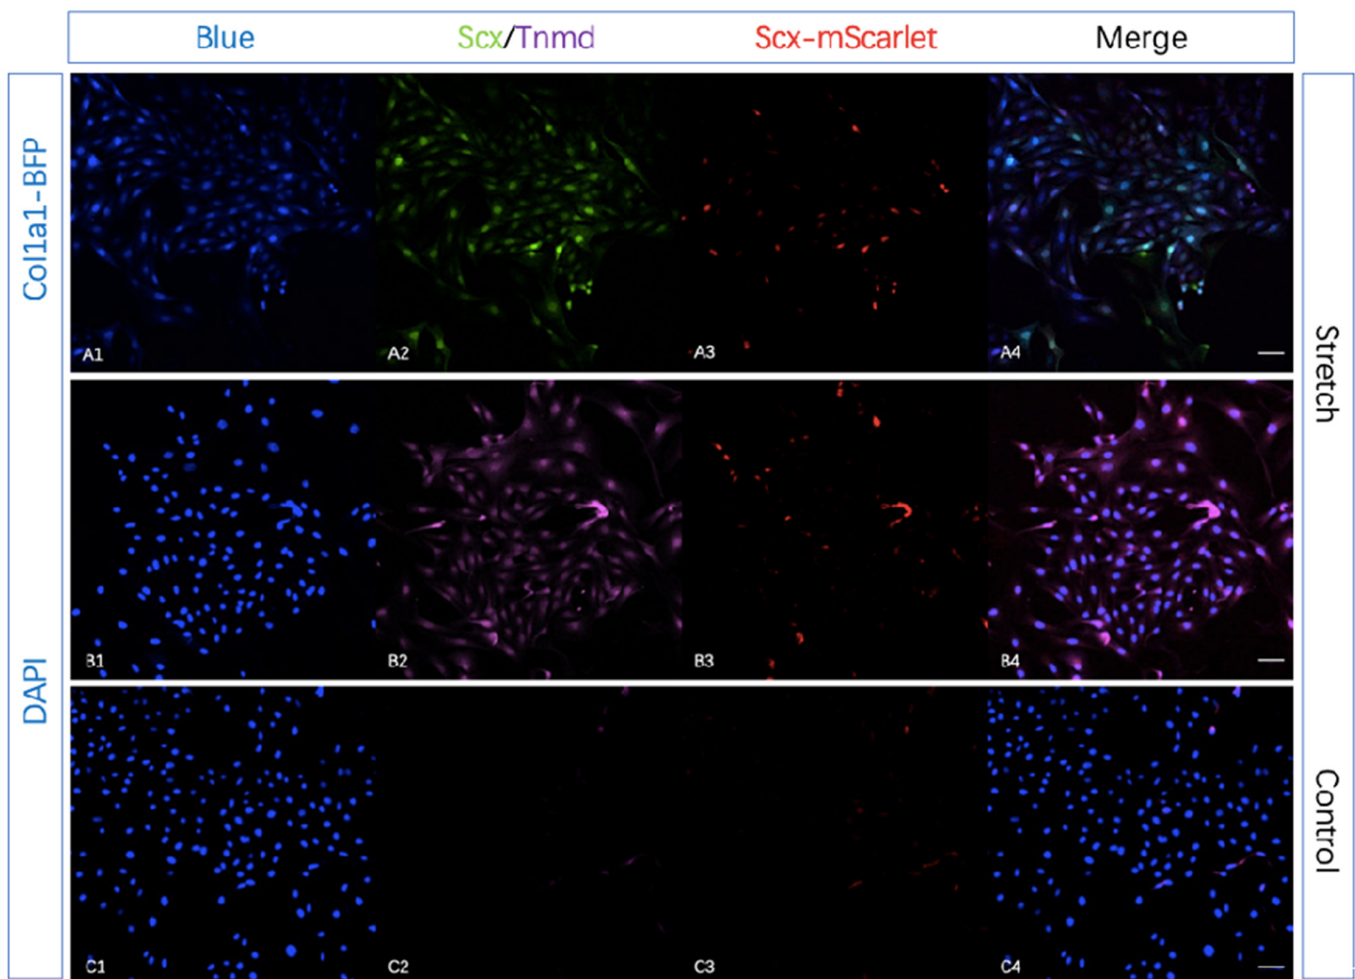 Blue Scx/Tnmd Scx-mScarlet Merge
Col1a1-BFP
A1 A2 A3 A4
Stretch
B1 B2 B3 B4
DAPI
C1 C2 C3 C4
Control